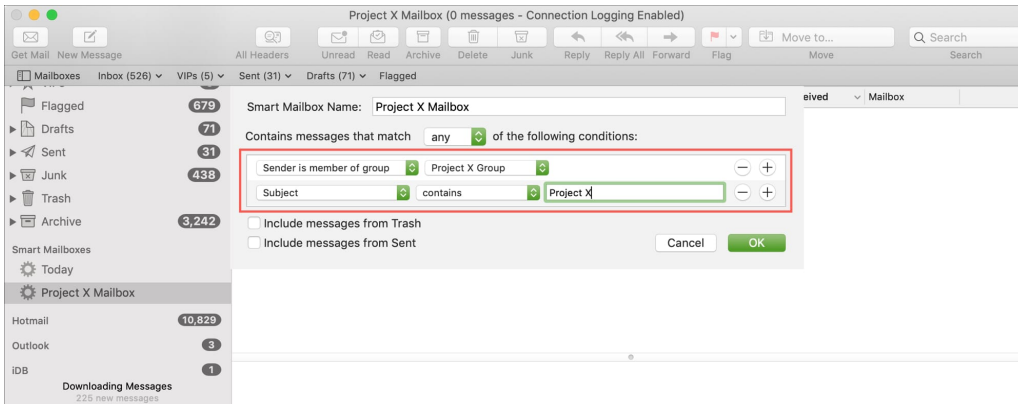 Project X Mailbox (0 messages - Connection Logging Enabled)
Move to...
Search
Get Mail New Message All Headers Unread Read Archive Delete Junk Reply Reply All Forward Flag Move Search
Mailboxes Inbox (526) VIPs (5) Sent (31) Drafts (71) Flagged
Flagged 679
Drafts 71
Sent 31
Junk 438
Trash
Archive 3,242
Smart Mailboxes
Today
Project X Mailbox
Hotmail 10,829
Outlook 3
iDB 1
Downloading Messages
225 new messages
Smart Mailbox Name: Project X Mailbox
Contains messages that match any of the following conditions:
Sender is member of group Project X Group
Subject contains Project X
Include messages from Trash
Include messages from Sent
Cancel OK
eived Mailbox